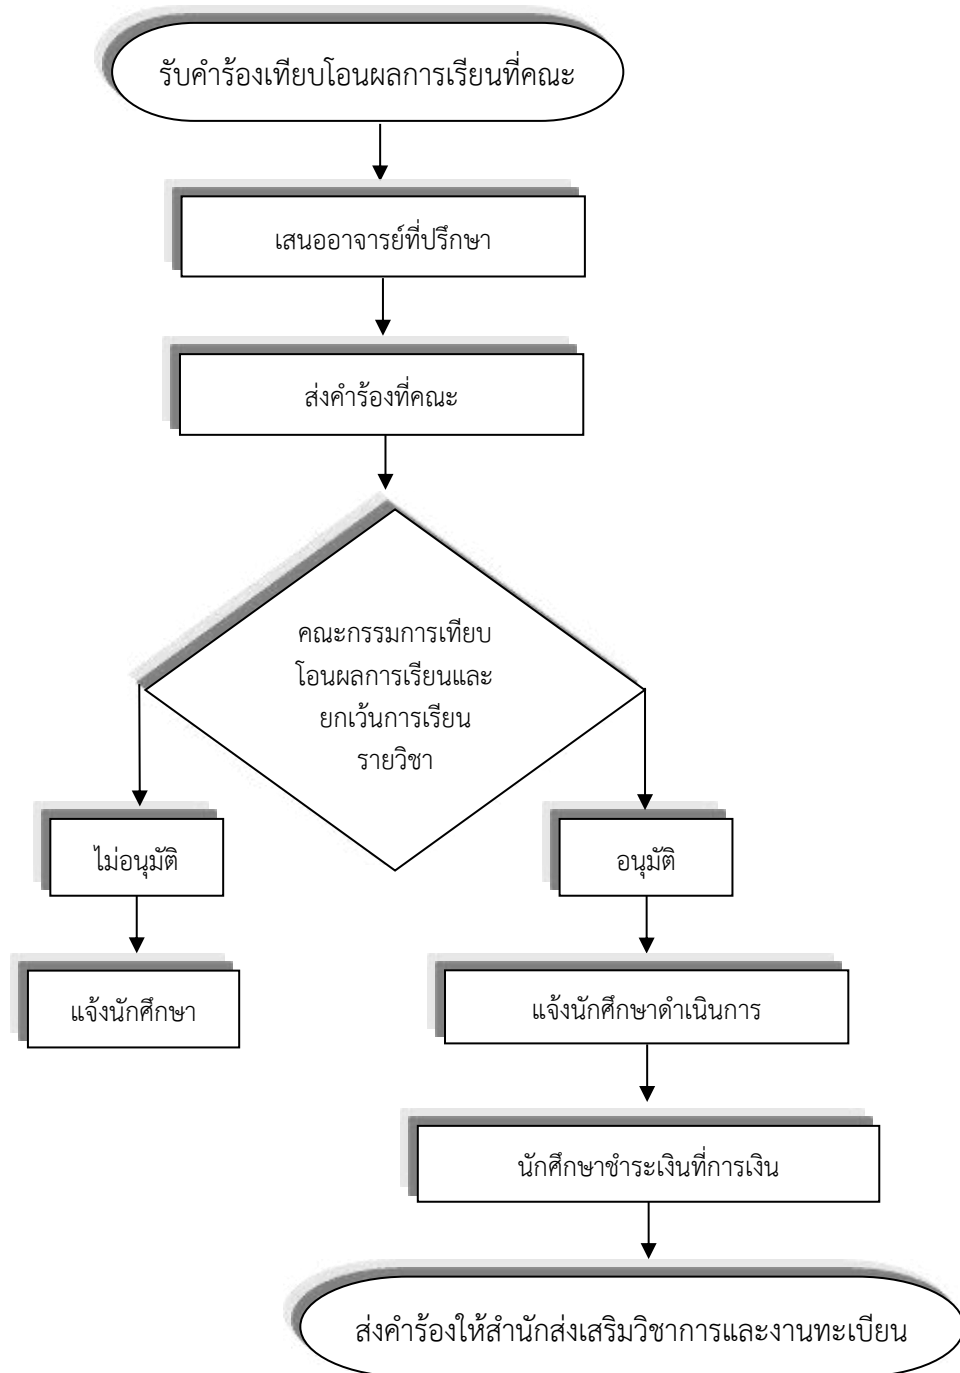 รับคำร้องเทียบโอนผลการเรียนที่คณะ
เสนออาจารย์ที่ปรึกษา
ส่งคำร้องที่คณะ
คณะกรรมการเทียบ
โอนผลการเรียนและ
ยกเว้นการเรียน
รายวิชา
ไม่อนุมัติ
อนุมัติ
แจ้งนักศึกษา
แจ้งนักศึกษาดำเนินการ
นักศึกษาชำระเงินที่การเงิน
ส่งคำร้องให้สำนักส่งเสริมวิชาการและงานทะเบียน